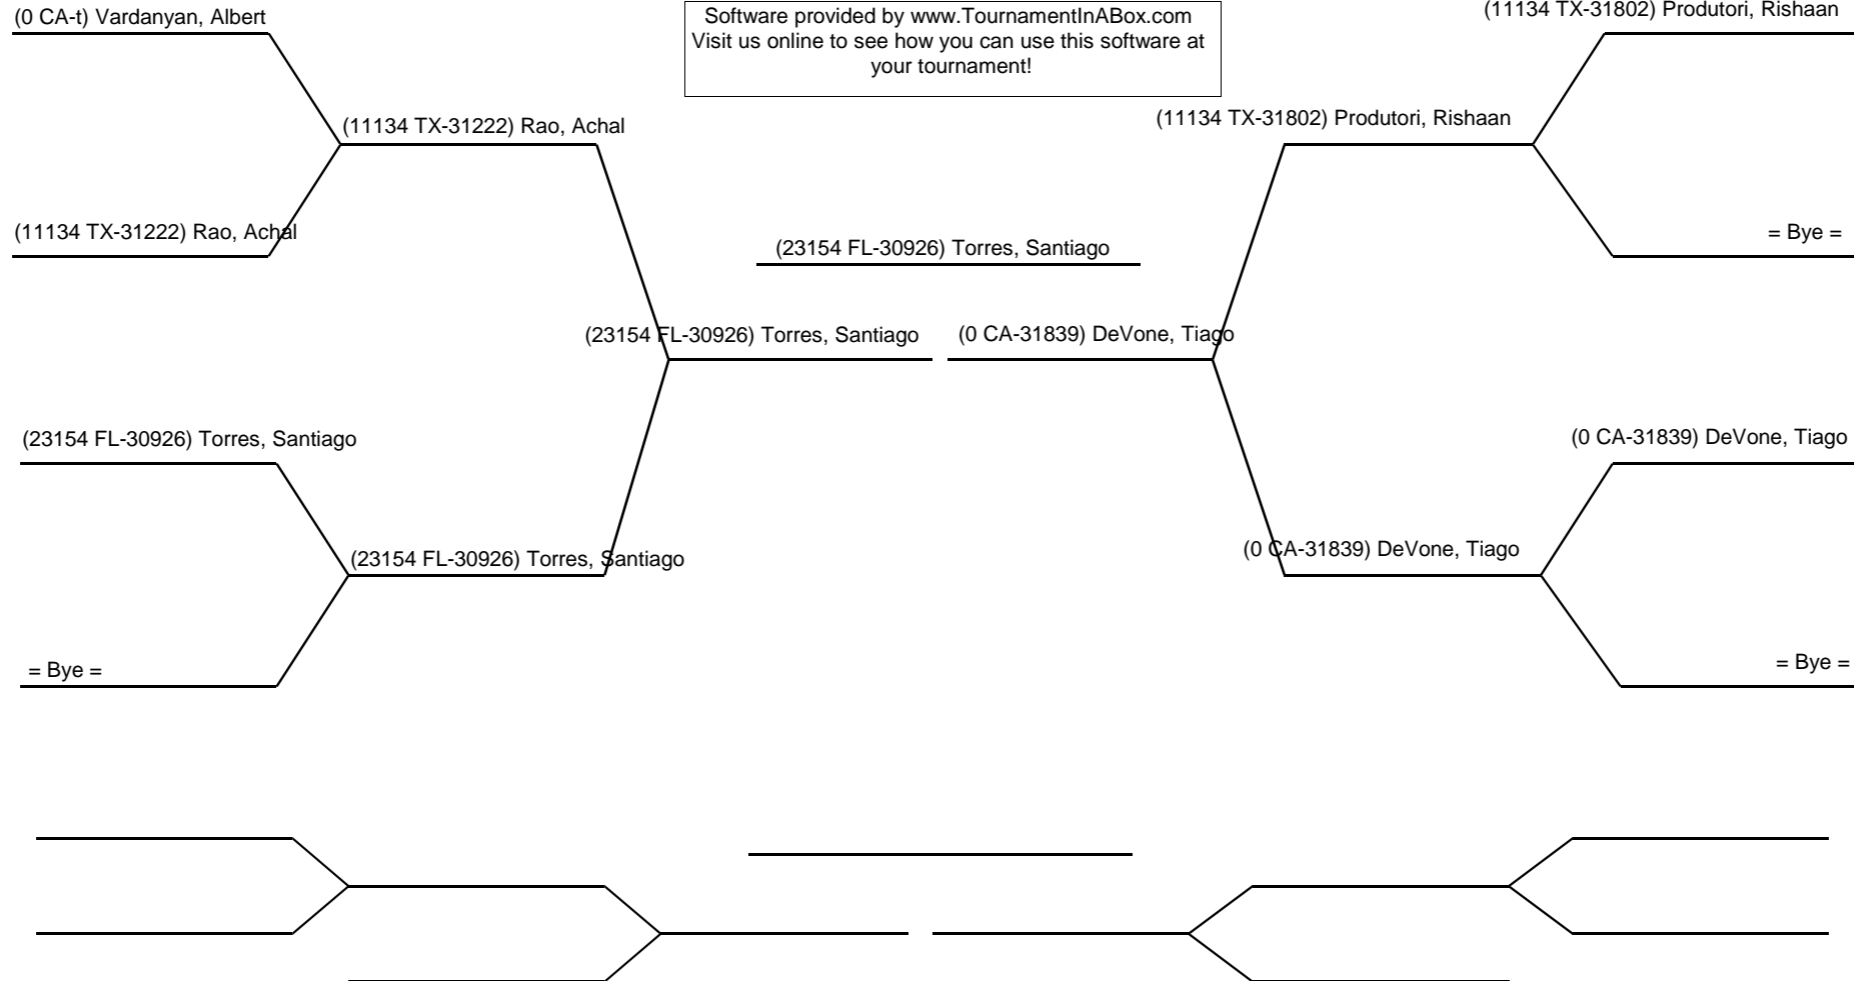 (0 CA-t) Vardanyan, Albert
Software provided by www.TournamentInABox.com
Visit us online to see how you can use this software at
your tournament!
(11134 TX-31802) Produtori, Rishaan
(11134 TX-31222) Rao, Achal
(11134 TX-31802) Produtori, Rishaan
(11134 TX-31222) Rao, Achal
(23154 FL-30926) Torres, Santiago
= Bye =
(23154 FL-30926) Torres, Santiago
(0 CA-31839) DeVone, Tiago
(23154 FL-30926) Torres, Santiago
(0 CA-31839) DeVone, Tiago
(23154 FL-30926) Torres, Santiago
(0 CA-31839) DeVone, Tiago
= Bye =
= Bye =